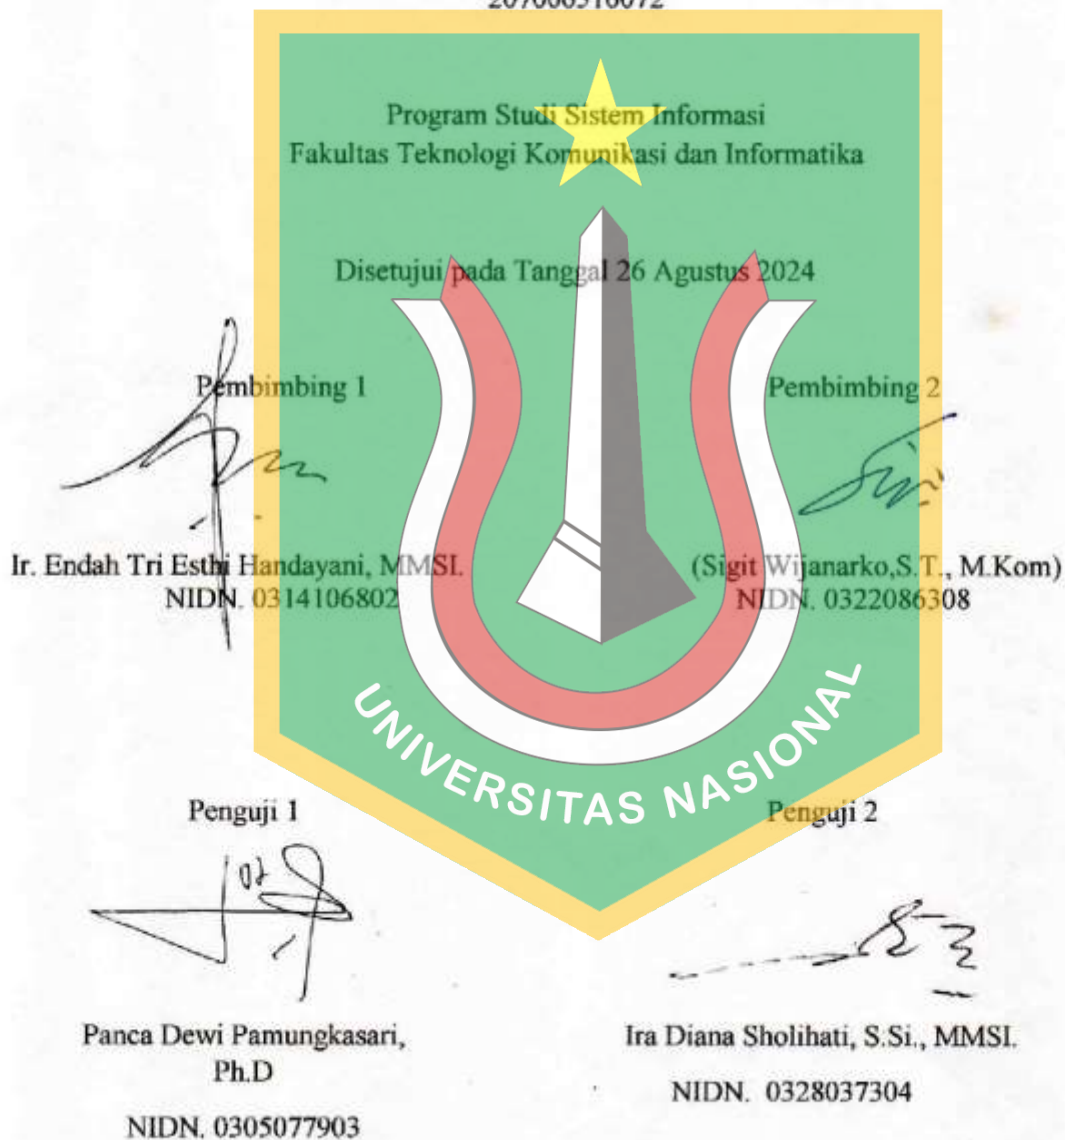 Program Studi Sistem Informasi
Fakultas Teknologi Komunikasi dan Informatika
Disetujui pada Tanggal 26 Agustus 2024
Pembimbing 1
Pembimbing 2
Ir. Endah Tri Esthi Handayani, MMSI.
NIDN. 0314106802
(Sigit Wijanarko,S.T., M.Kom)
NIDN. 0322086308
UNIVERSITAS NASIONAL
Penguji 1
Penguji 2
Panca Dewi Pamungkasari,
Ph.D
NIDN. 0305077903
Ira Diana Sholihati, S.Si., MMSI.
NIDN. 0328037304